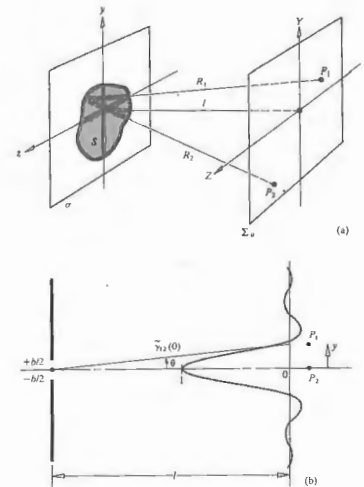 Y
P₁
R₁
l
z
S
R₂
Z
P₂
σ
Σ₀
(a)
γ̃₁₂(0)
P₁
+b/2
θ
y
−b/2
1
0
P₂
l
(b)